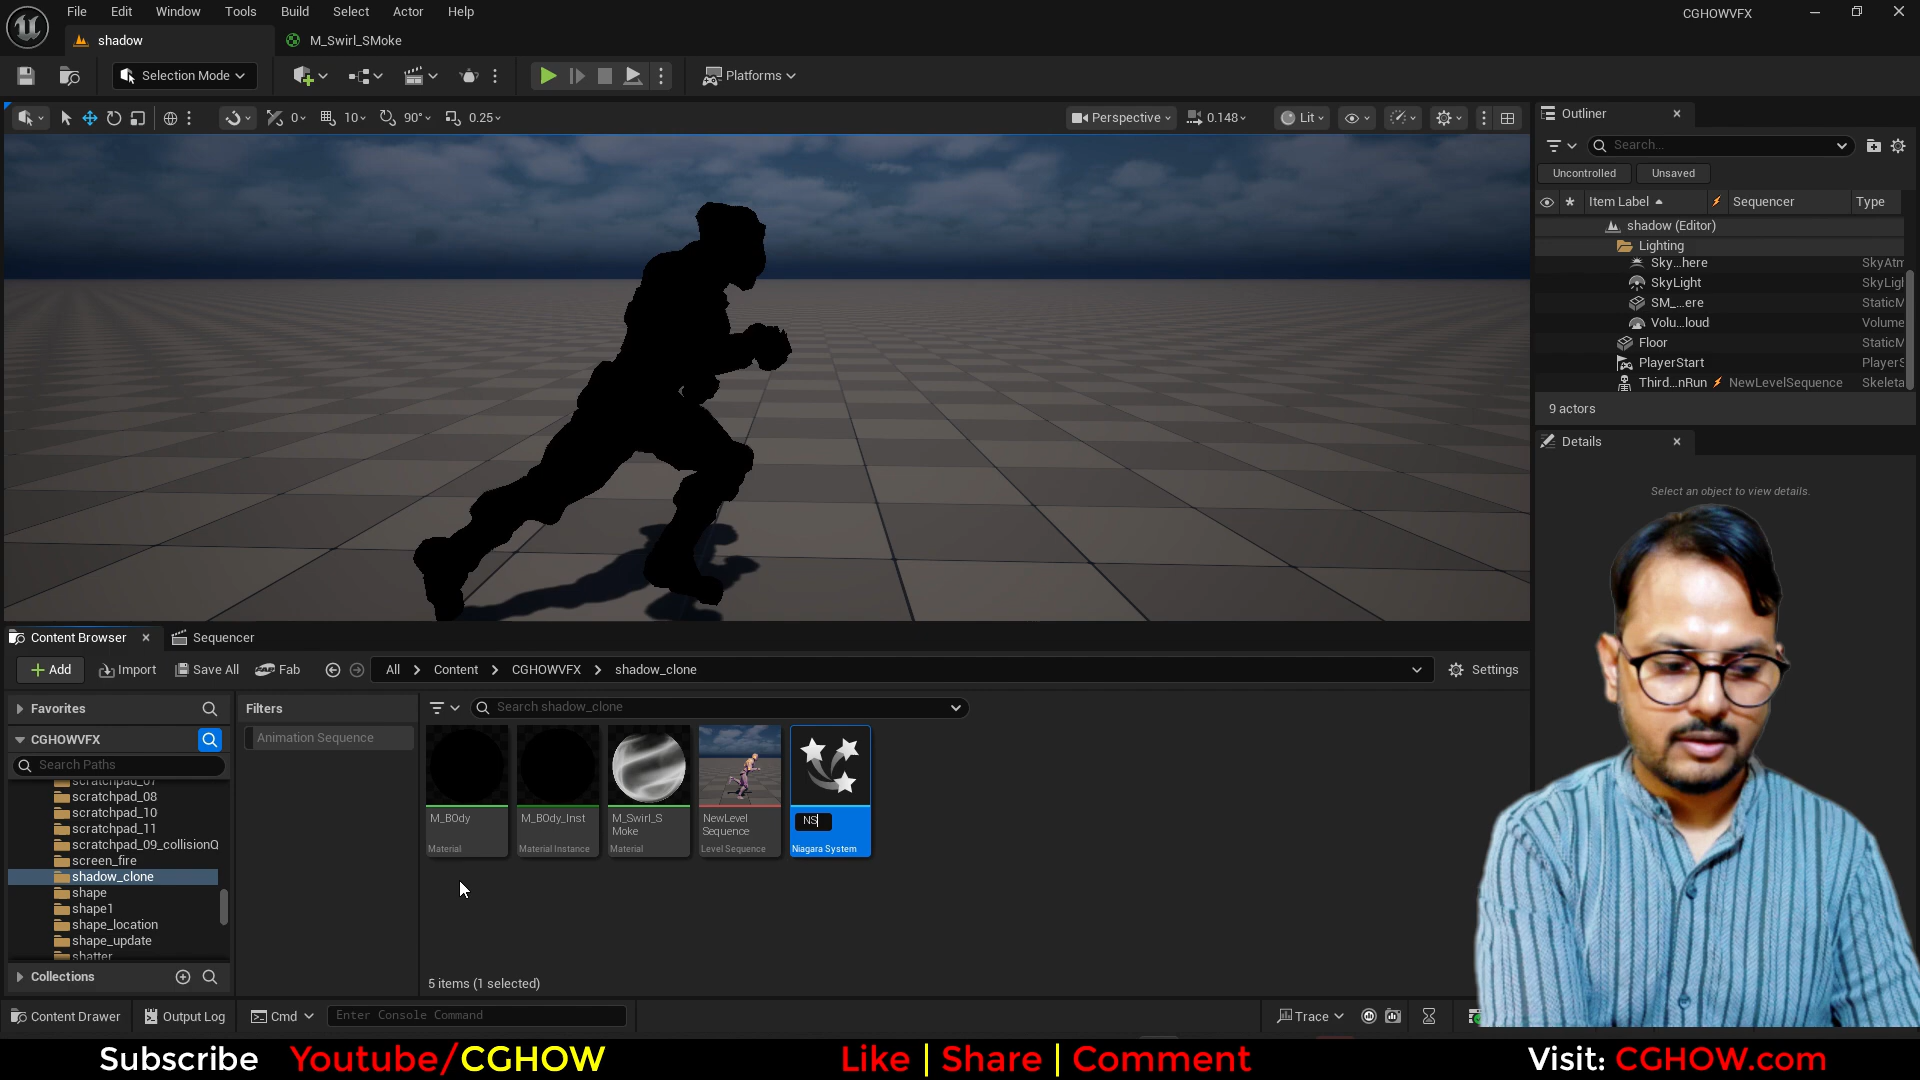 File Edit Window Tools Build Select Actor Help
CGHOWVFX
shadow
M_Swirl_SMoke
Selection Mode
Platforms
0 10 90° 0.25
Perspective 0.148 Lit
Outliner
Search...
Uncontrolled Unsaved
Item Label Sequencer Type
shadow (Editor)
Lighting
Sky...here SkyAtm
SkyLight SkyLigl
SM_...ere StaticM
Volu...loud Volume
Floor StaticM
PlayerStart PlayerS
Third...nRun NewLevelSequence Skeleta
9 actors
Details
Select an object to view details.
Content Browser
Sequencer
Add Import Save All Fab
All Content CGHOWVFX shadow_clone
Settings
Favorites
CGHOWVFX
Search Paths
scratchpad_07
scratchpad_08
scratchpad_10
scratchpad_11
scratchpad_09_collisionQ
screen_fire
shadow_clone
shape
shape1
shape_location
shape_update
shatter
Collections
Filters
Animation Sequence
Search shadow_clone
M_BOdy
Material
M_BOdy_Inst
Material Instance
M_Swirl_S
Moke
Material
NewLevel
Sequence
Level Sequence
NS
Niagara System
5 items (1 selected)
Content Drawer Output Log Cmd Enter Console Command
Trace
Subscribe Youtube/CGHOW
Like | Share | Comment
Visit: CGHOW.com